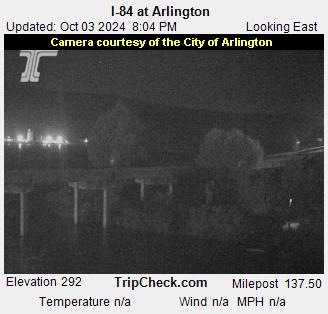 I-84 at Arlington
Updated: Oct 03 2024 8:04 PM Looking East
Camera courtesy of the City of Arlington
Elevation 292 TripCheck.com Milepost 137.50
Temperature n/a Wind n/a MPH n/a